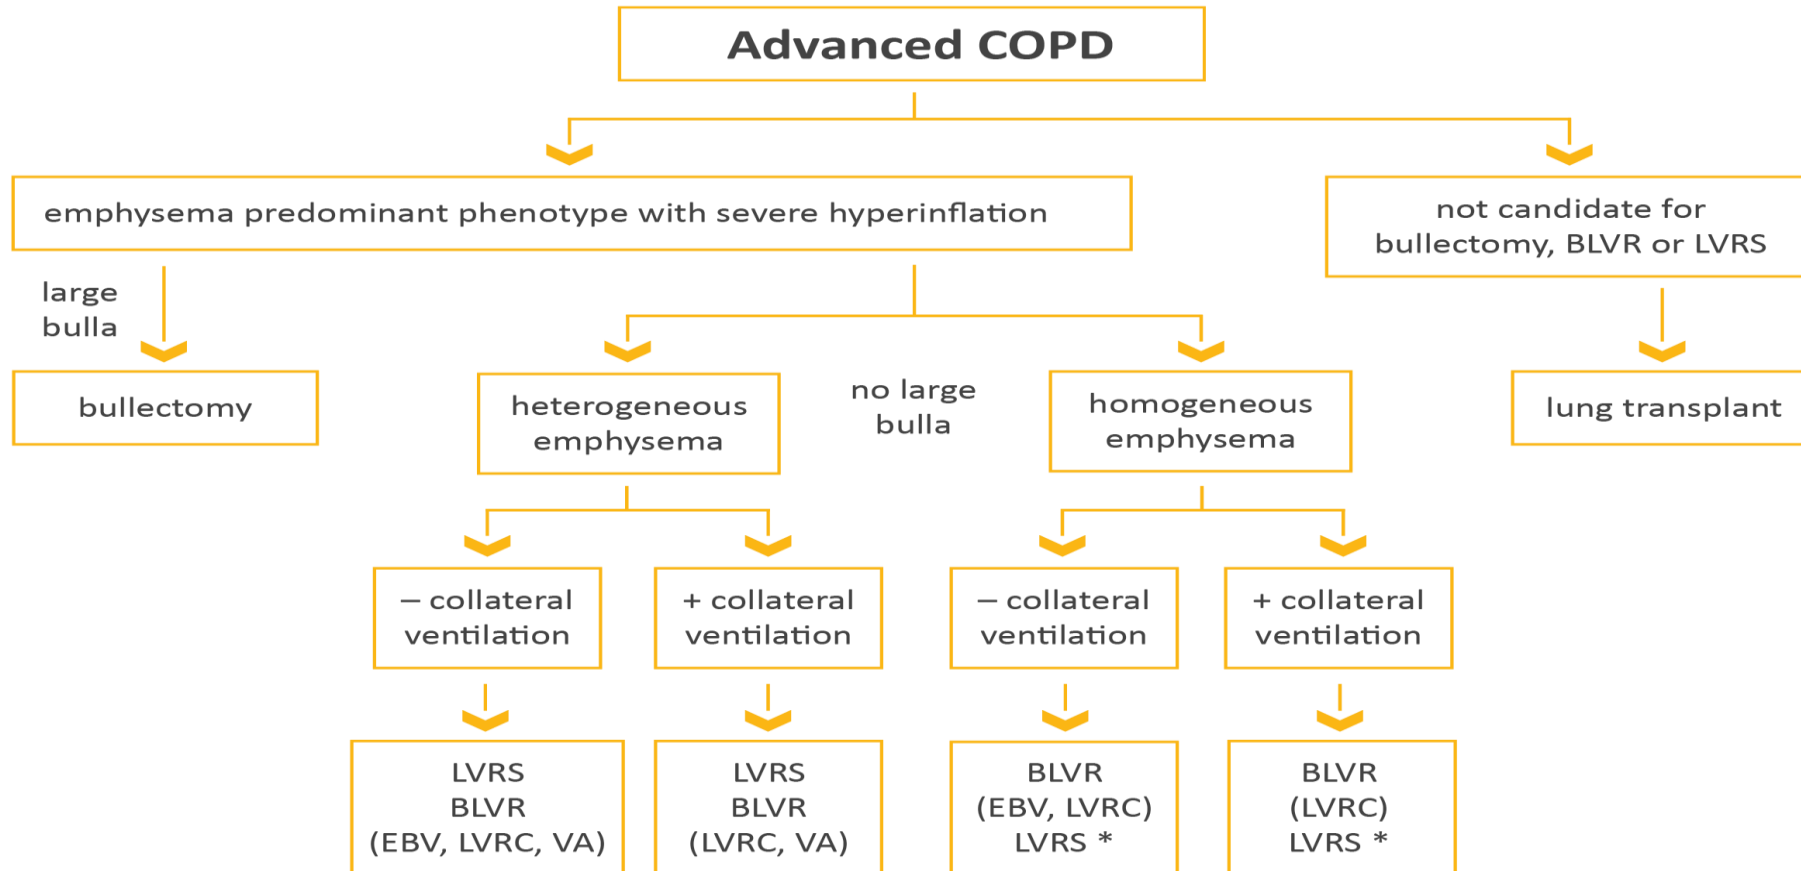 Advanced COPD
emphysema predominant phenotype with severe hyperinflation
not candidate for
bullectomy, BLVR or LVRS
large
bulla
bullectomy
heterogeneous
emphysema
no large
bulla
homogeneous
emphysema
lung transplant
– collateral
ventilation
+ collateral
ventilation
– collateral
ventilation
+ collateral
ventilation
LVRS
BLVR
(EBV, LVRC, VA)
LVRS
BLVR
(LVRC, VA)
BLVR
(EBV, LVRC)
LVRS *
BLVR
(LVRC)
LVRS *